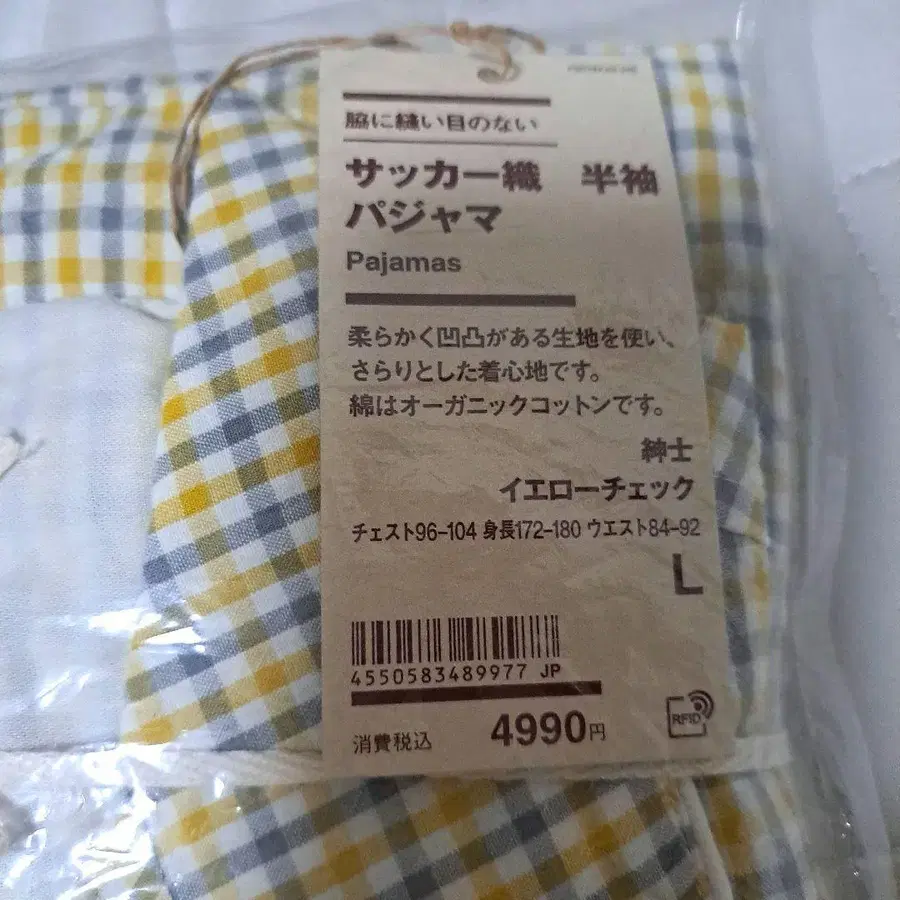 脇に縫い目のない
サッカー織 半袖
パジャマ
Pajamas
柔らかく凹凸がある生地を使い、
さらりとした着心地です。
綿はオーガニックコットンです。
紳士
イエローチェック
チェスト96-104 身長172-180 ウエスト84-92
L
4550583489977 JP
消費税込 4990円
RFID